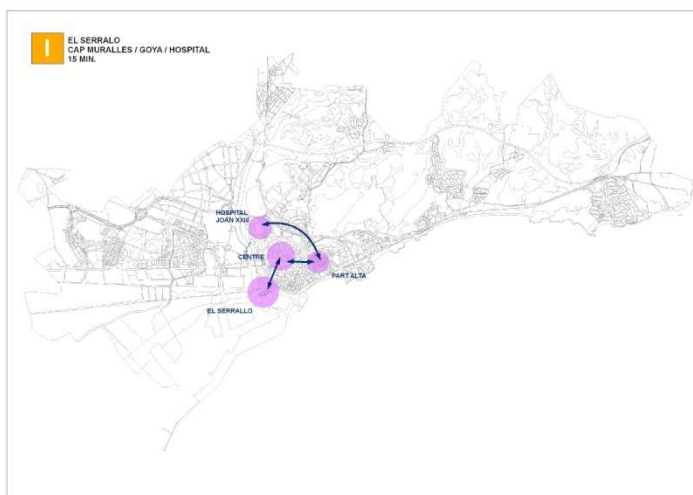 I
EL SERRALO
CAP MURALLES / GOYA / HOSPITAL
15 MIN.
HOSPITAL
JOAN XXIII
CENTRE
PART ALTA
EL SERRALLO